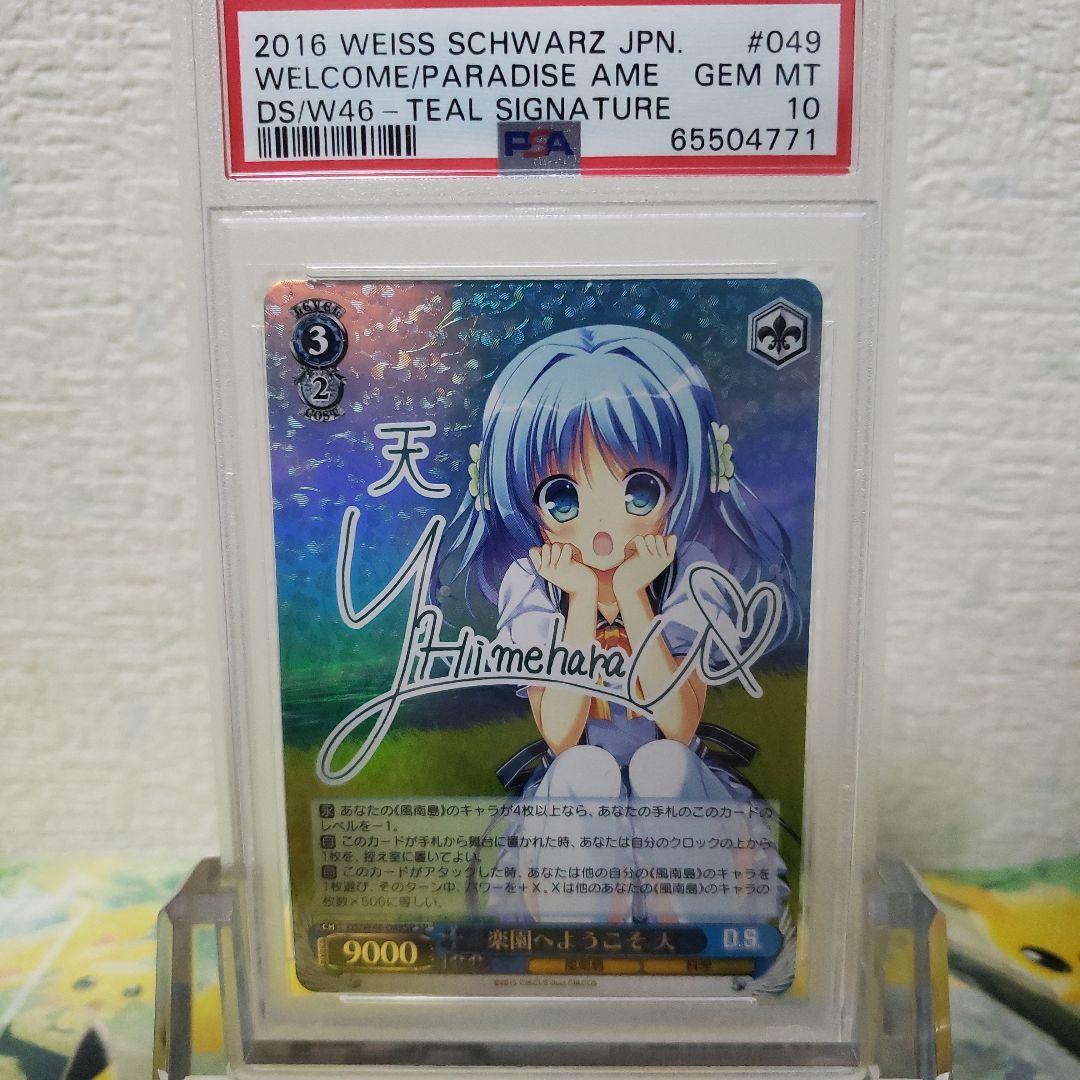 2016 WEISS SCHWARZ JPN. #049
WELCOME/PARADISE AME GEM MT
DS/W46-TEAL SIGNATURE 10
PSA
65504771
LEVEL
3
2
COST
天
Y.Himehara
永 あなたの《風南島》のキャラが4枚以上なら、あなたの手札のこのカードの
レベルを-1。
自 このカードが手札から舞台に置かれた時、あなたは自分のクロックの上から
1枚を、控え室に置いてよい。
自 このカードがアタックした時、あなたは他の自分の《風南島》のキャラを
1枚選び、そのターン中、パワーを+X。Xは他のあなたの《風南島》のキャラの
枚数×500に等しい。
CH
9000
楽園へようこそ 天
D.S.
風南島